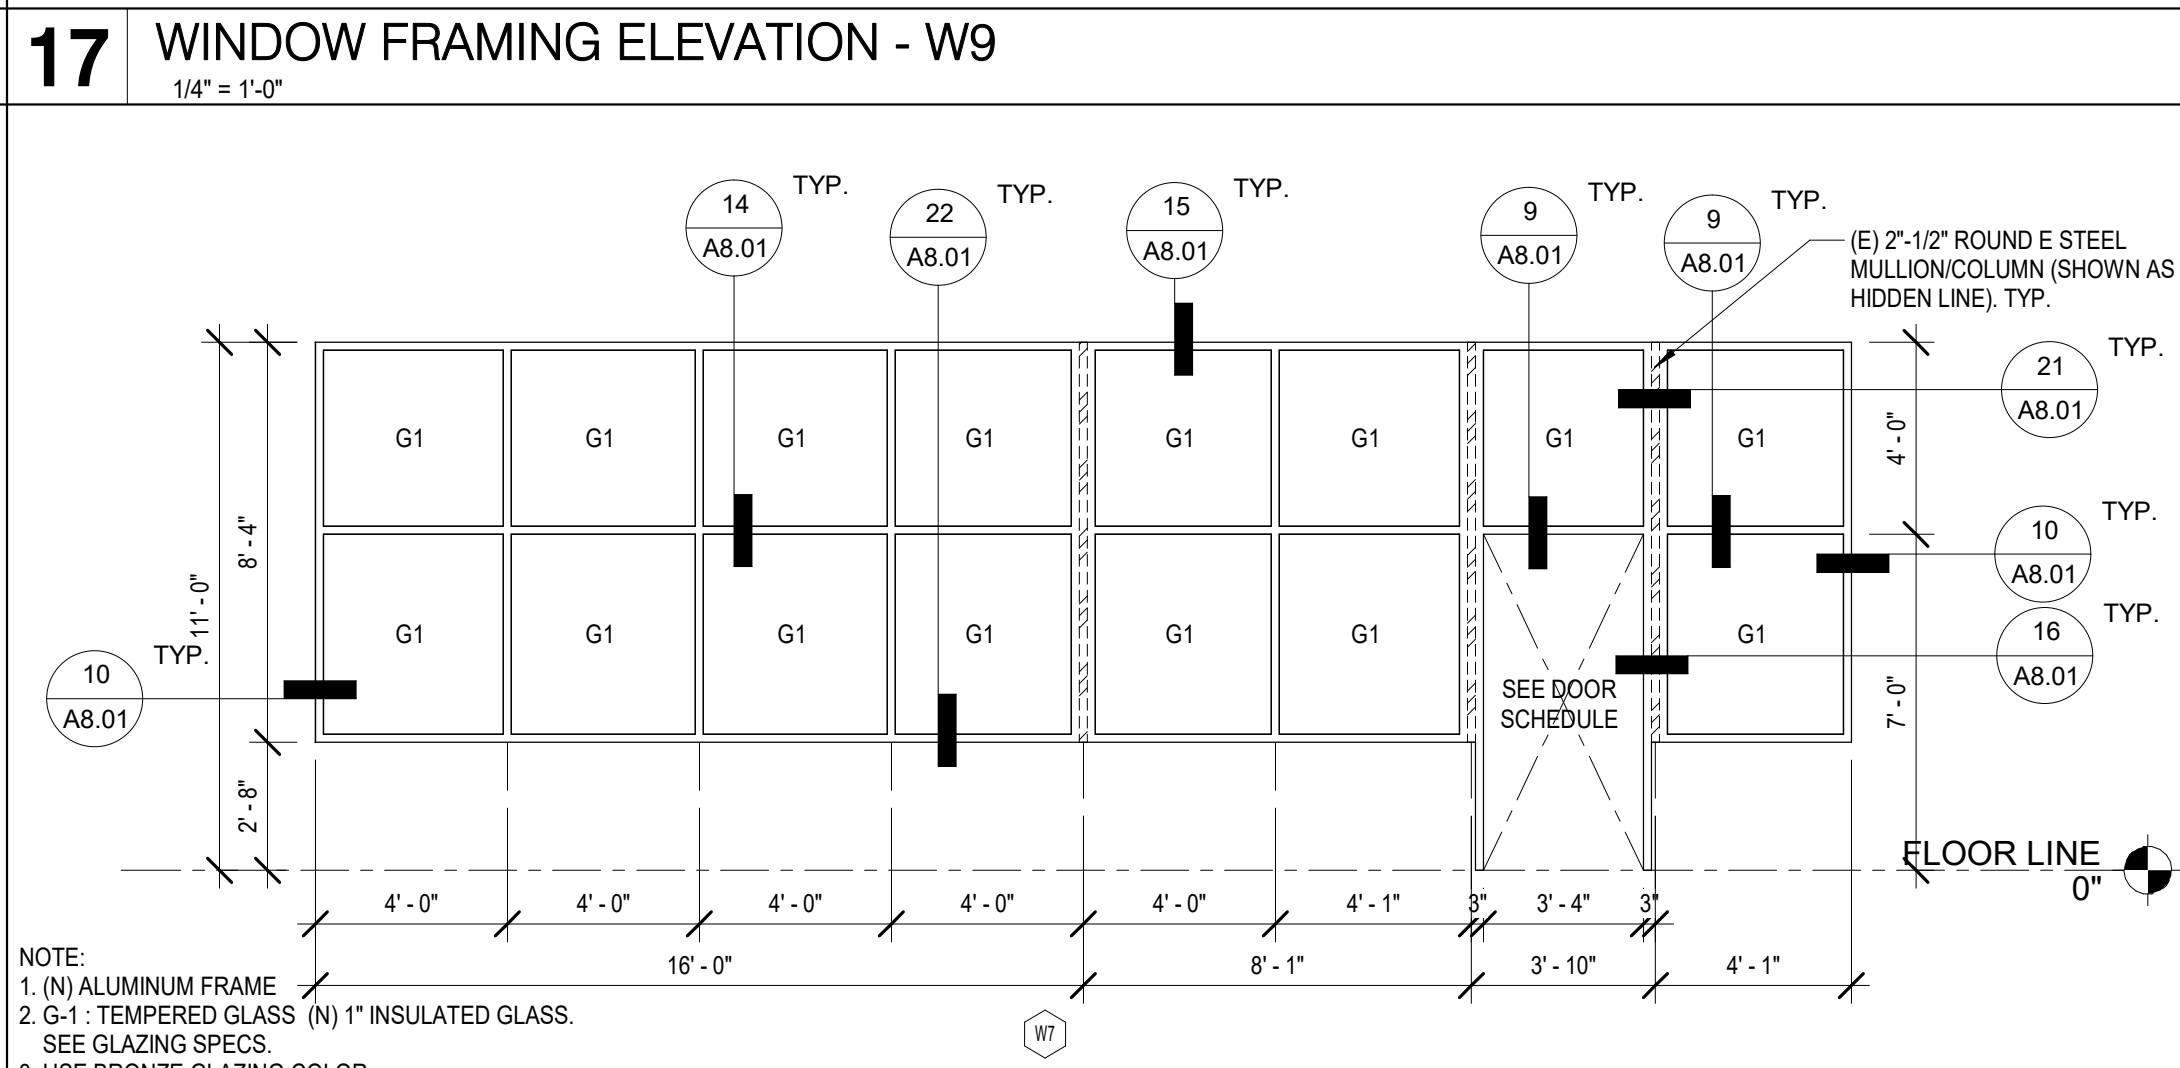 17 WINDOW FRAMING ELEVATION - W9
1/4" = 1'-0"
14 TYP.
A8.01
22 TYP.
A8.01
15 TYP.
A8.01
9 TYP.
A8.01
9 TYP.
A8.01
(E) 2"-1/2" ROUND E STEEL
MULLION/COLUMN (SHOWN AS
HIDDEN LINE). TYP.
21 TYP.
A8.01
G1 G1 G1 G1 G1 G1 G1 G1
4' - 0"
8' - 4"
11' - 0"
10 TYP.
A8.01
16 TYP.
A8.01
G1 G1 G1 G1 G1 G1 G1
10 TYP.
A8.01
SEE DOOR
SCHEDULE
7' - 0"
2' - 8"
FLOOR LINE
0"
4' - 0" 4' - 0" 4' - 0" 4' - 0" 4' - 0" 4' - 1" 3" 3' - 4" 3"
16' - 0" 8' - 1" 3' - 10" 4' - 1"
NOTE:
1. (N) ALUMINUM FRAME
2. G-1 : TEMPERED GLASS (N) 1" INSULATED GLASS.
SEE GLAZING SPECS.
W7